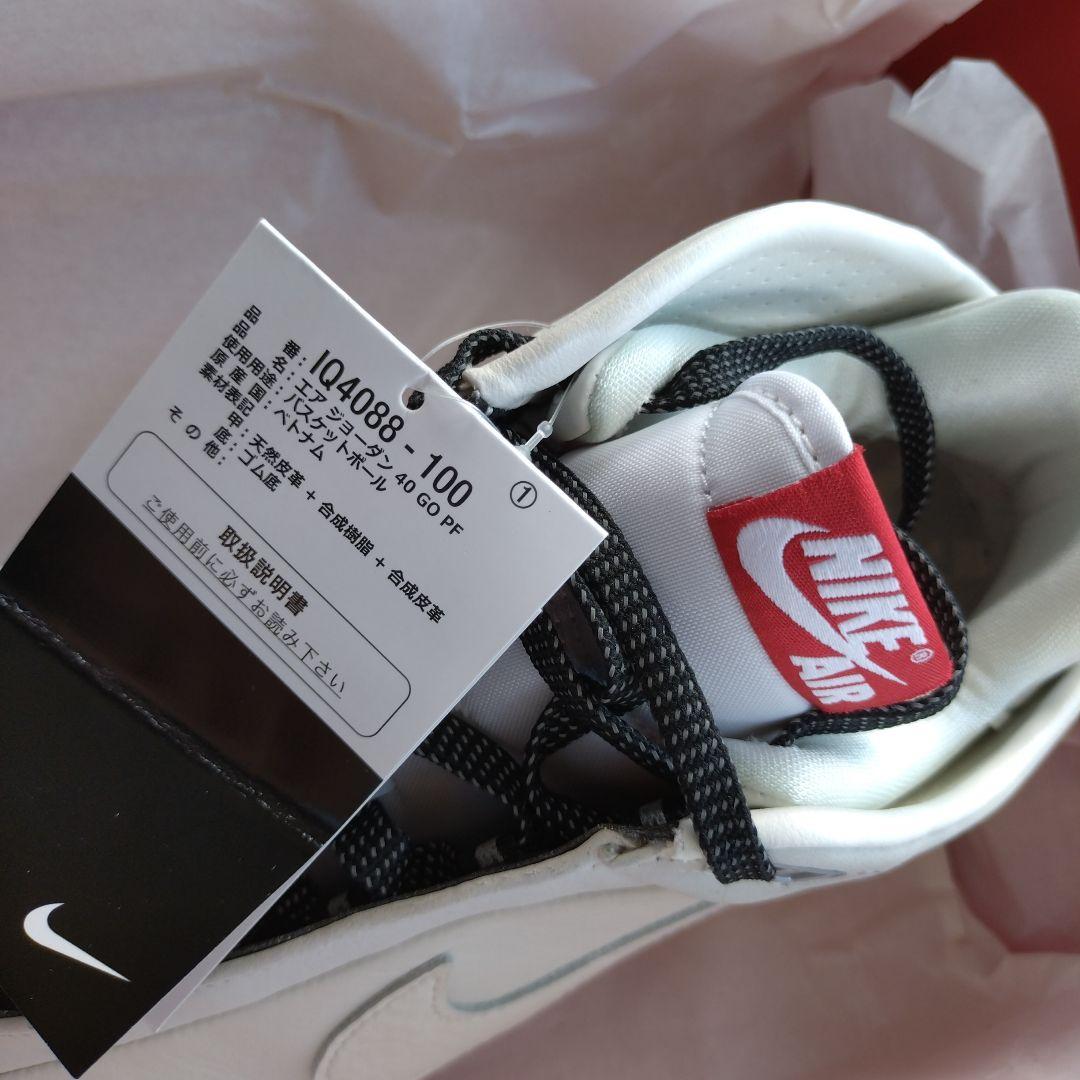 品番：IQ4088-100
品名：エア ジョーダン 40 GO PF
使用用途：バスケットボール
原産国：ベトナム
素材表記
甲：天然皮革 + 合成樹脂 + 合成皮革
底：ゴム底
その他：
①
取扱説明書
ご使用前に必ずお読み下さい
NIKE®
AIR